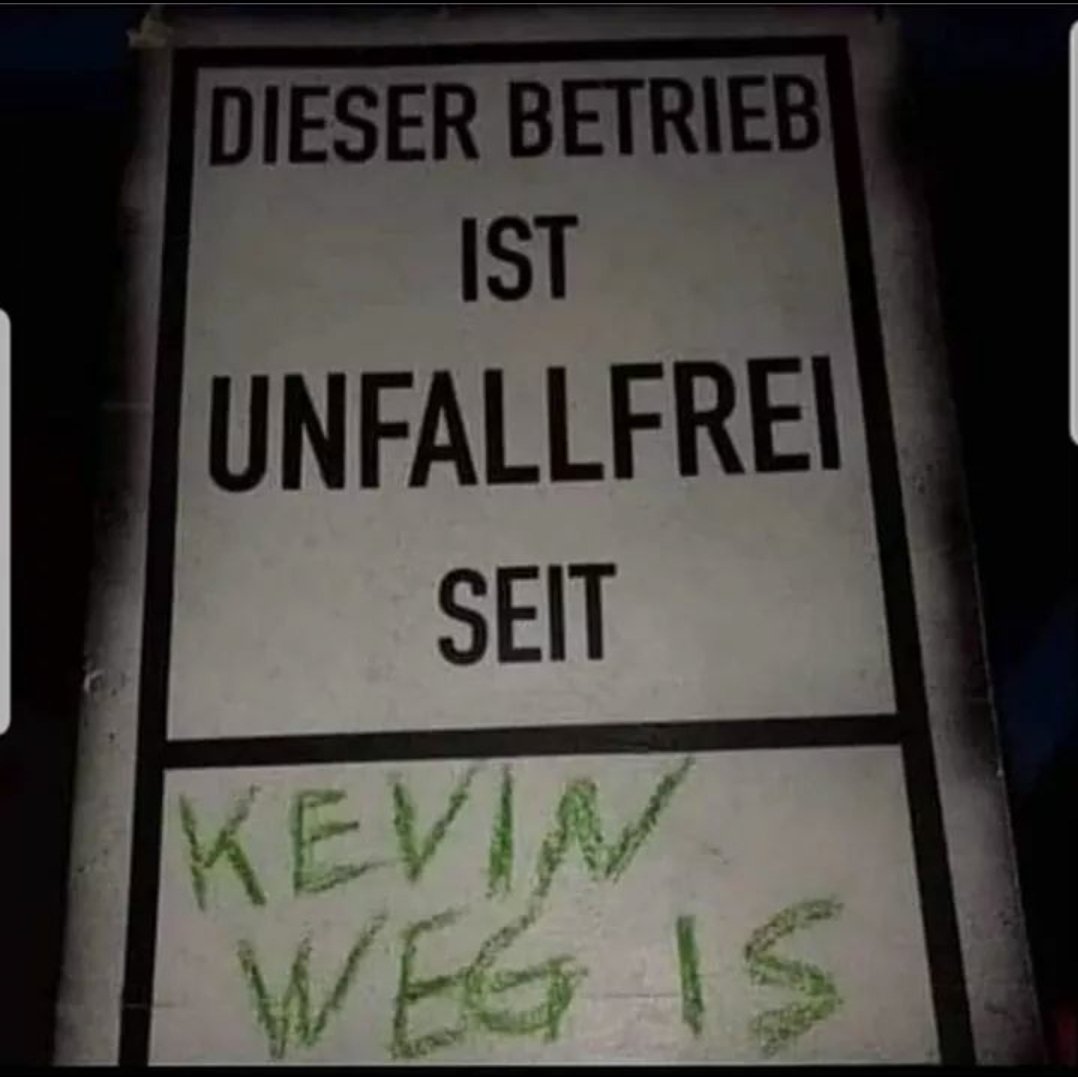 DIESER BETRIEB
IST
UNFALLFREI
SEIT
KEVIN
WEG IS